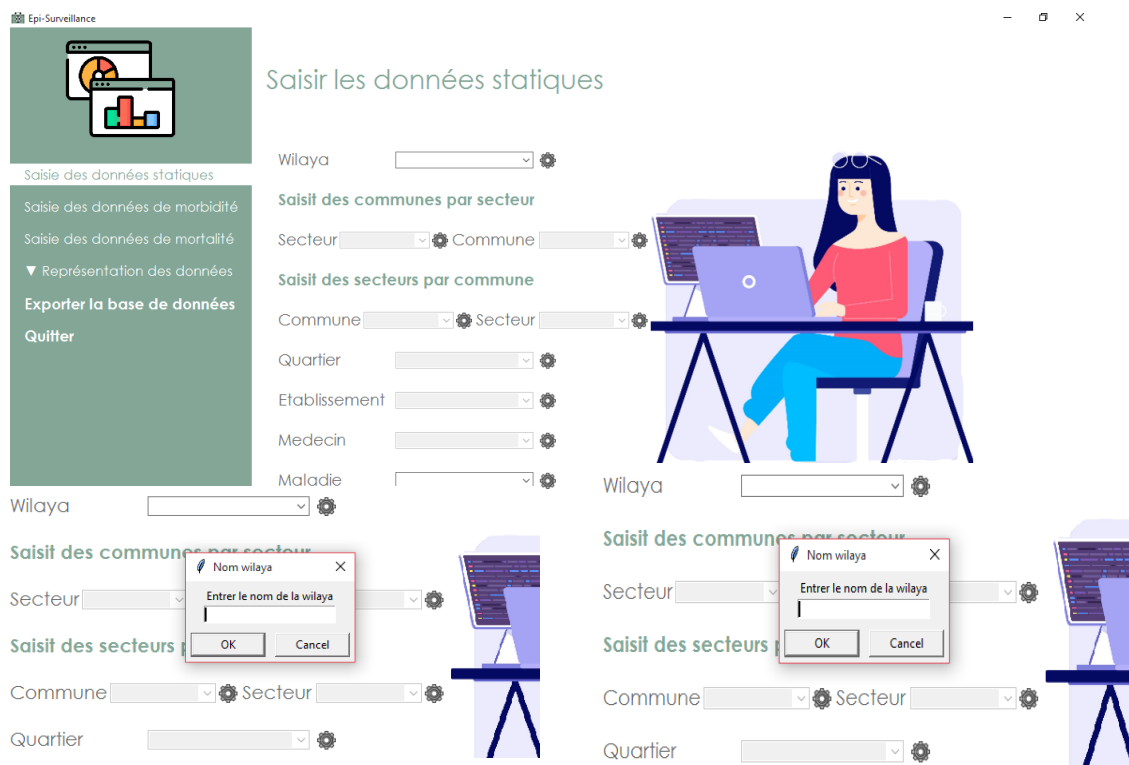 Epi-Surveillance
Saisir les données statiques
Saisie des données statiques
Saisie des données de morbidité
Saisie des données de mortalité
▼ Représentation des données
Exporter la base de données
Quitter
Wilaya
Saisit des communes par secteur
Secteur Commune
Saisit des secteurs par commune
Commune Secteur
Quartier
Etablissement
Medecin
Maladie
Wilaya
Saisit des communes par secteur
Nom wilaya
Entrer le nom de la wilaya
OK Cancel
Secteur
Saisit des secteurs p
Commune Secteur
Quartier
Wilaya
Saisit des communes par secteur
Nom wilaya
Entrer le nom de la wilaya
OK Cancel
Secteur
Saisit des secteurs p
Commune Secteur
Quartier